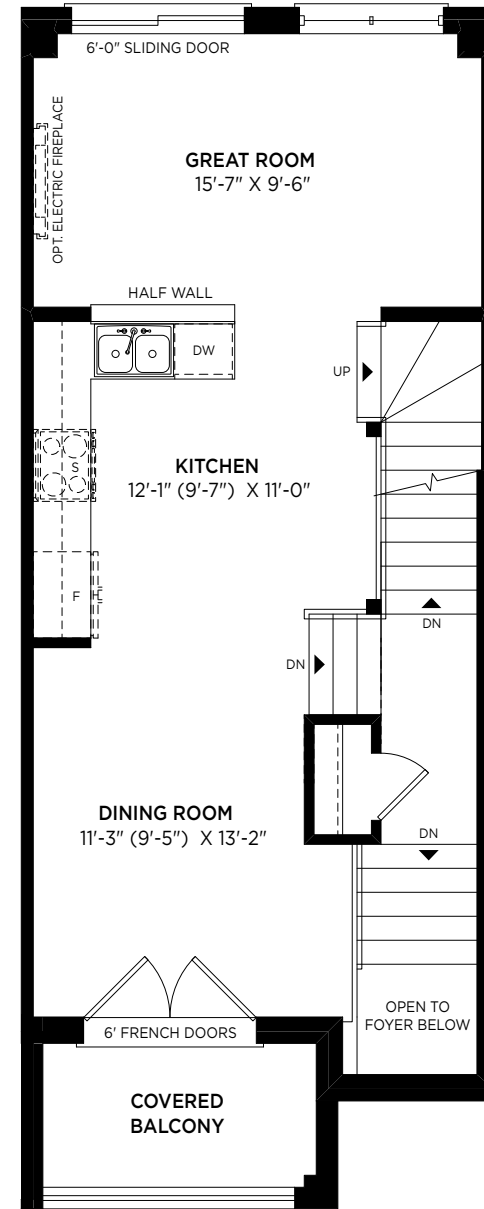 6'-0" SLIDING DOOR
OPT. ELECTRIC FIREPLACE
GREAT ROOM
15'-7" X 9'-6"
HALF WALL
DW
UP
S
KITCHEN
12'-1" (9'-7") X 11'-0"
F
DN
DN
DINING ROOM
11'-3" (9'-5") X 13'-2"
DN
OPEN TO
FOYER BELOW
6' FRENCH DOORS
COVERED
BALCONY